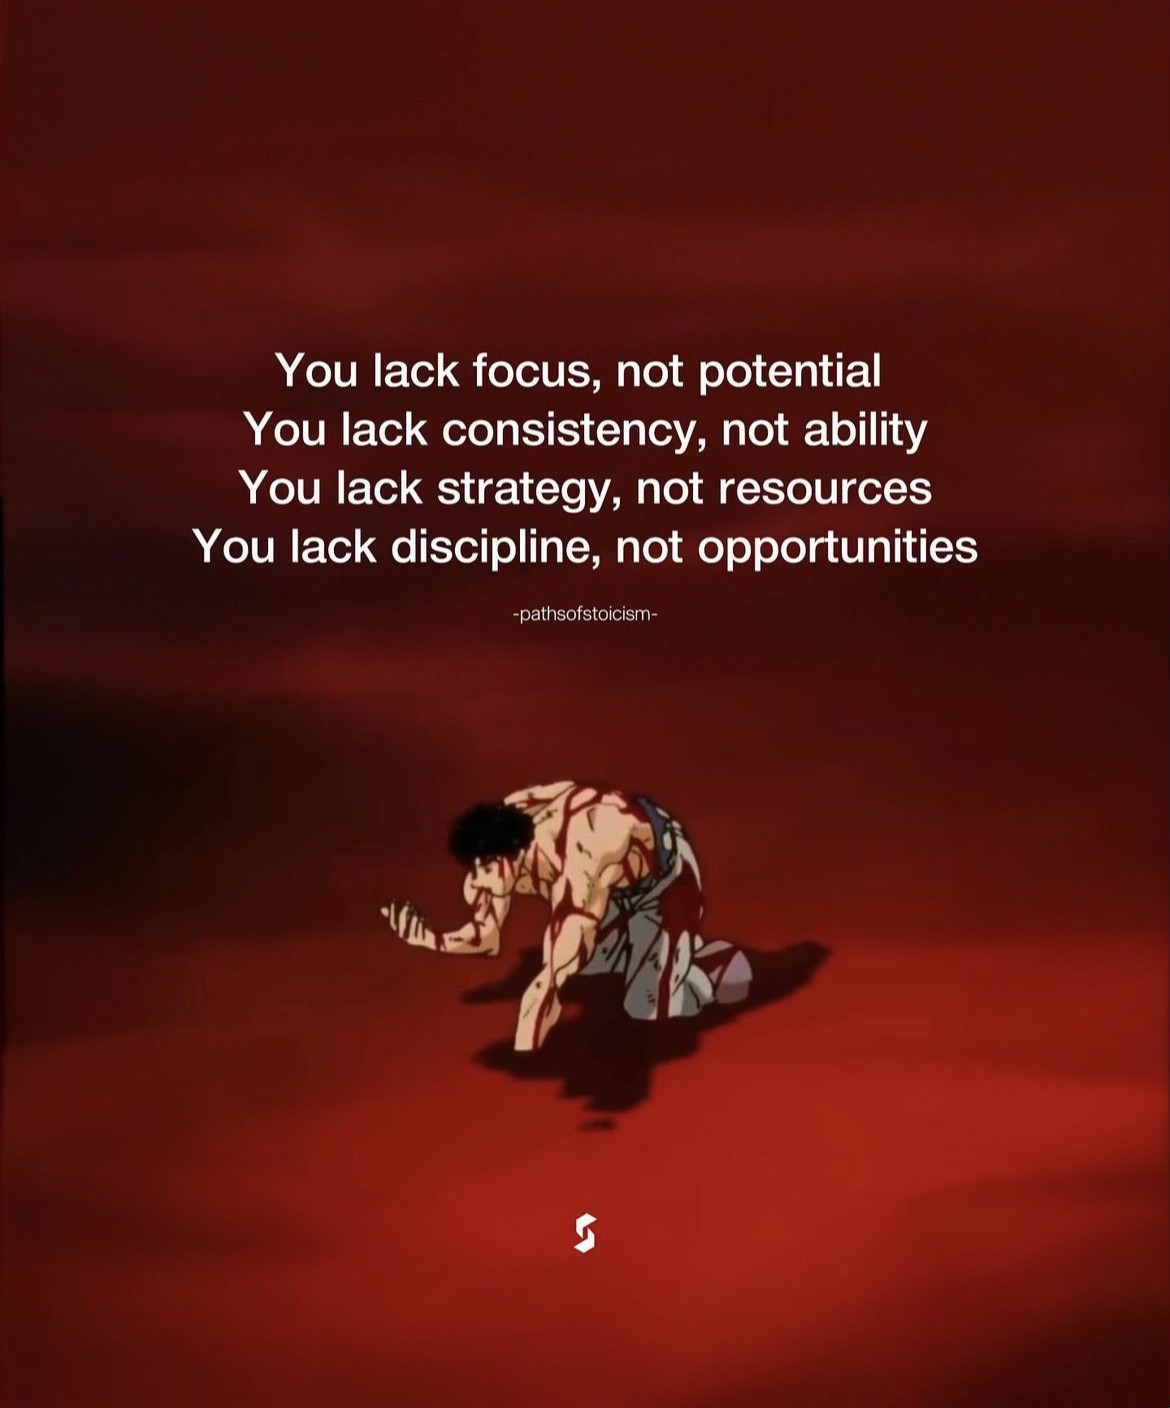 You lack focus, not potential
You lack consistency, not ability
You lack strategy, not resources
You lack discipline, not opportunities
-pathsofstoicism-